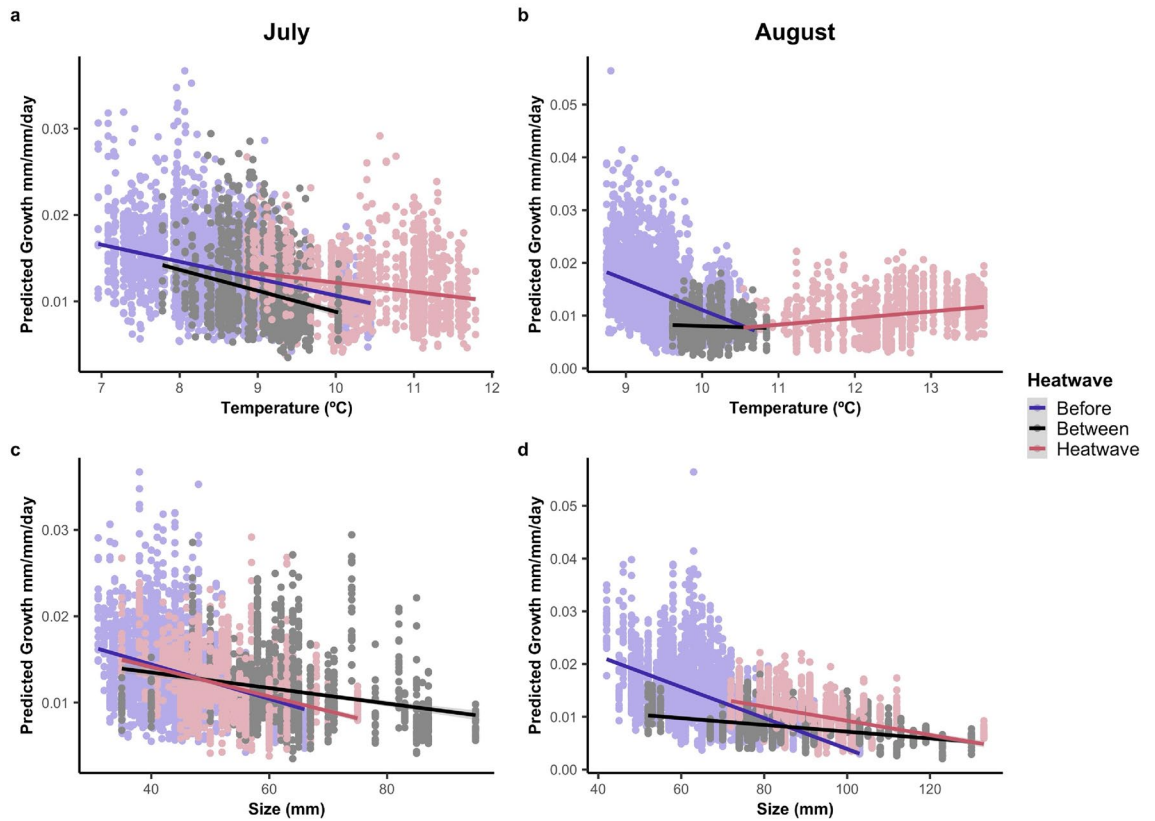 a
July
Predicted Growth mm/mm/day
0.03
0.02
0.01
7 8 9 10 11 12
Temperature (ºC)
b
August
Predicted Growth mm/mm/day
0.05
0.04
0.03
0.02
0.01
0.00
9 10 11 12 13
Temperature (ºC)
Heatwave
Before
Between
Heatwave
c
Predicted Growth mm/mm/day
0.03
0.02
0.01
40 60 80
Size (mm)
d
Predicted Growth mm/mm/day
0.05
0.04
0.03
0.02
0.01
0.00
40 60 80 100 120
Size (mm)